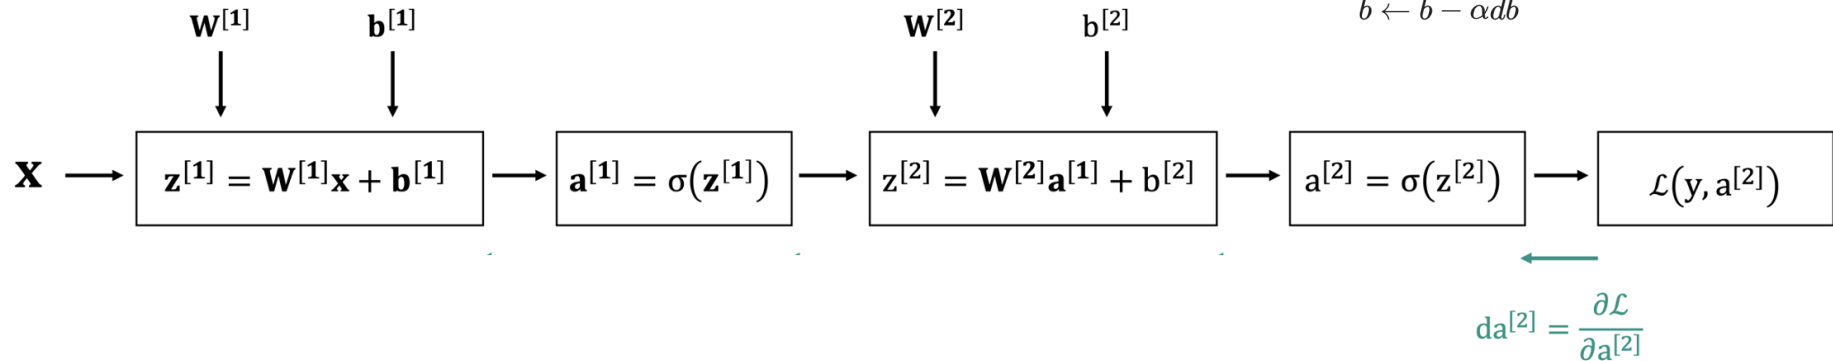 b ← b − αdb
𝐖^[1] 𝐛^[1] 𝐖^[2] b^[2]
𝐱 𝐳^[1] = 𝐖^[1]𝐱 + 𝐛^[1] 𝐚^[1] = σ(𝐳^[1]) z^[2] = 𝐖^[2]𝐚^[1] + b^[2] a^[2] = σ(z^[2]) ℒ(y, a^[2])
da^[2] = ∂ℒ/∂a^[2]